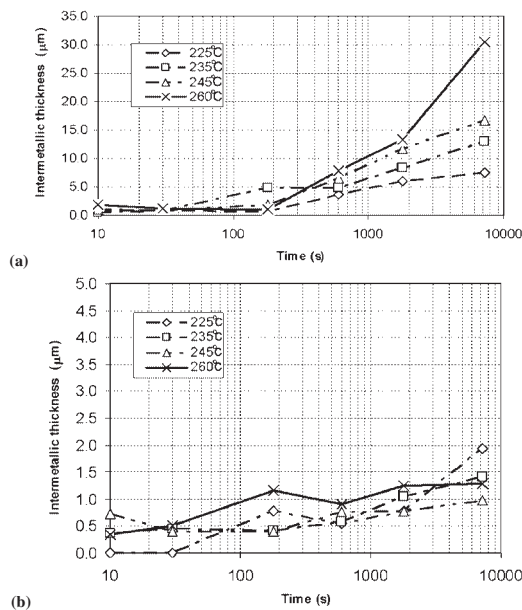 35.0
30.0
25.0
20.0
15.0
10.0
5.0
0.0
Intermetallic thickness (μm)
225°C
235°C
245°C
260°C
10 100 1000 10000
Time (s)
(a)
5.0
4.5
4.0
3.5
3.0
2.5
2.0
1.5
1.0
0.5
0.0
Intermetallic thickness (μm)
225°C
235°C
245°C
260°C
10 100 1000 10000
Time (s)
(b)